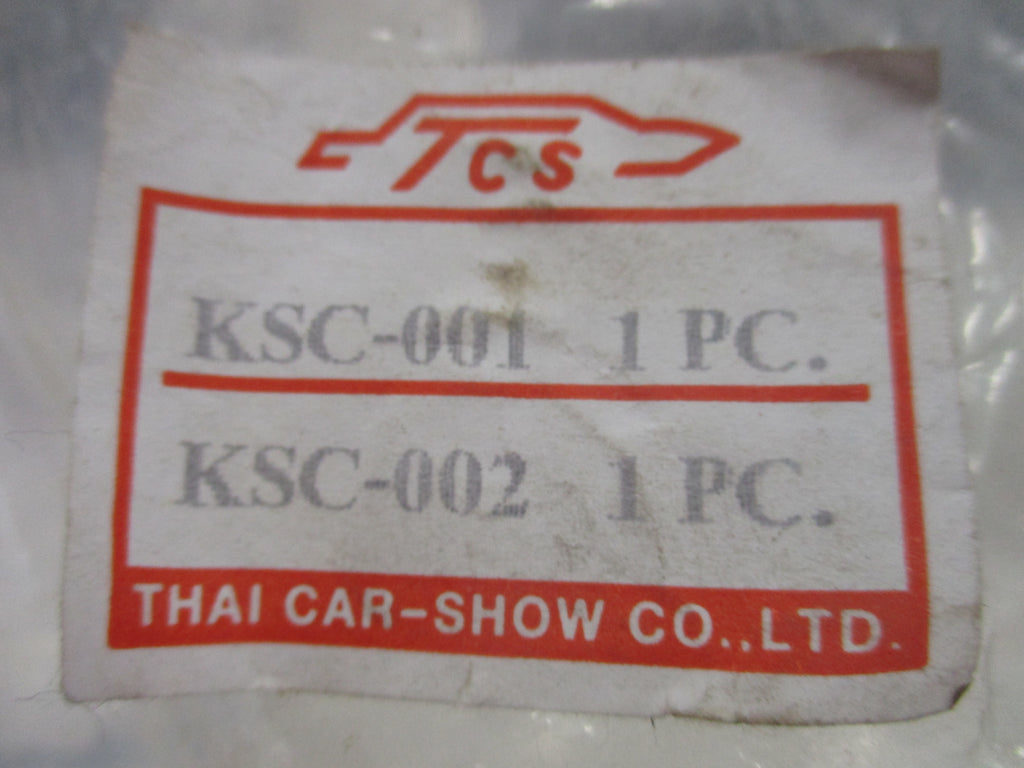 TCS
KSC-001 1 PC.
KSC-002 1 PC.
THAI CAR-SHOW CO.,LTD.